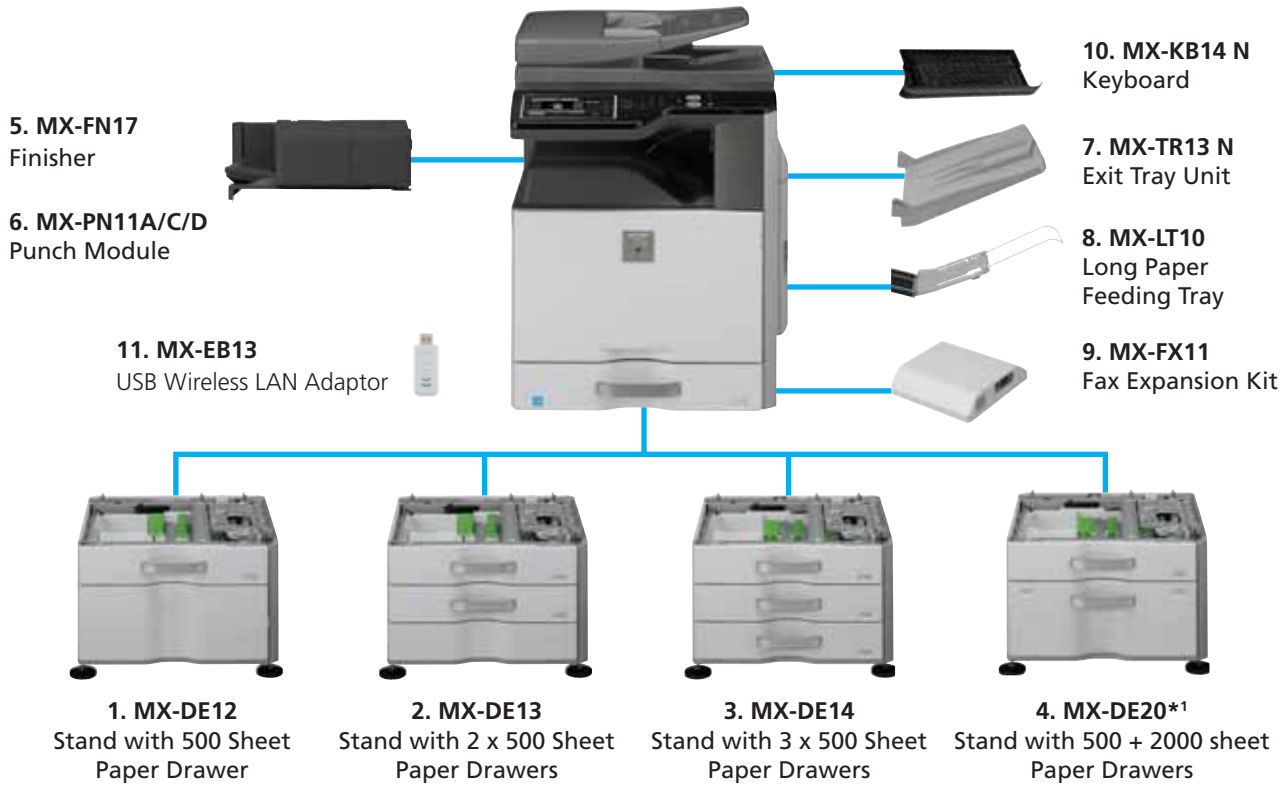 10. MX-KB14 N
Keyboard
5. MX-FN17
Finisher
7. MX-TR13 N
Exit Tray Unit
6. MX-PN11A/C/D
Punch Module
8. MX-LT10
Long Paper
Feeding Tray
11. MX-EB13
USB Wireless LAN Adaptor
9. MX-FX11
Fax Expansion Kit
1. MX-DE12
Stand with 500 Sheet
Paper Drawer
2. MX-DE13
Stand with 2 x 500 Sheet
Paper Drawers
3. MX-DE14
Stand with 3 x 500 Sheet
Paper Drawers
4. MX-DE20*1
Stand with 500 + 2000 sheet
Paper Drawers